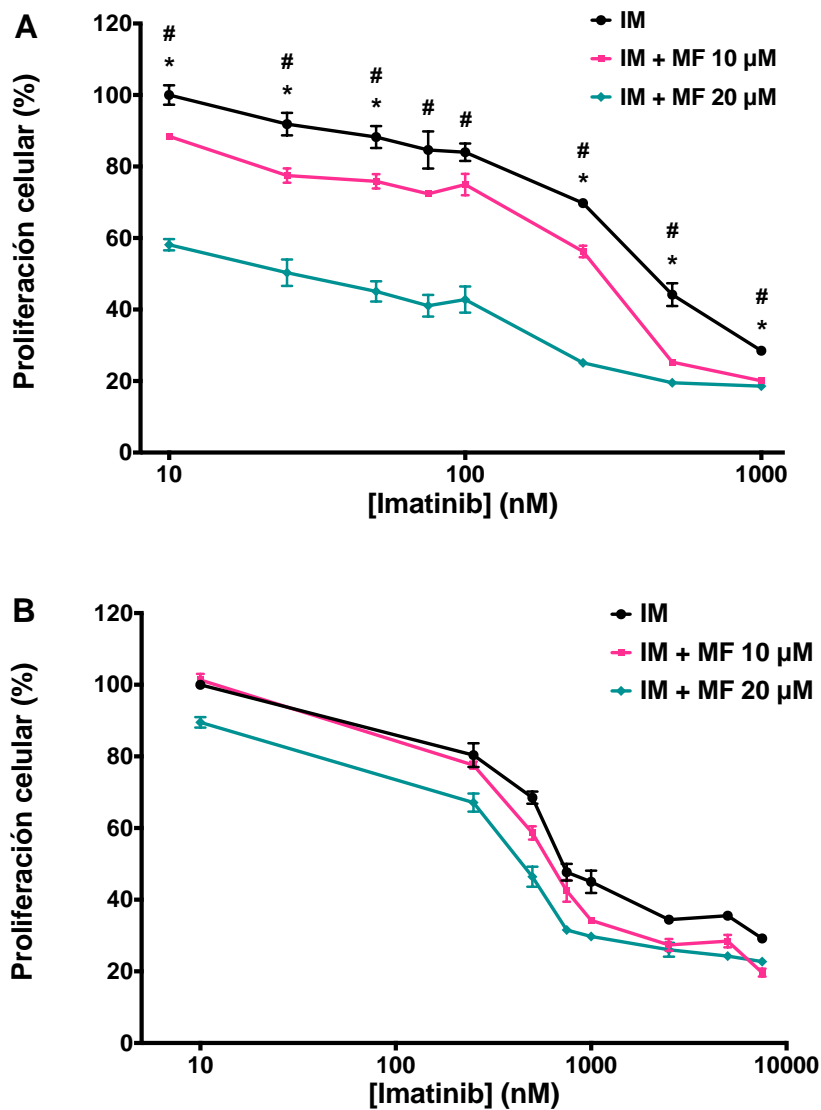 A
IM
IM + MF 10 µM
IM + MF 20 µM
Proliferación celular (%)
120
100
80
60
40
20
0
# # # # # # # #
* * * * * *
10 100 1000
[Imatinib] (nM)
B
IM
IM + MF 10 µM
IM + MF 20 µM
Proliferación celular (%)
120
100
80
60
40
20
0
10 100 1000 10000
[Imatinib] (nM)